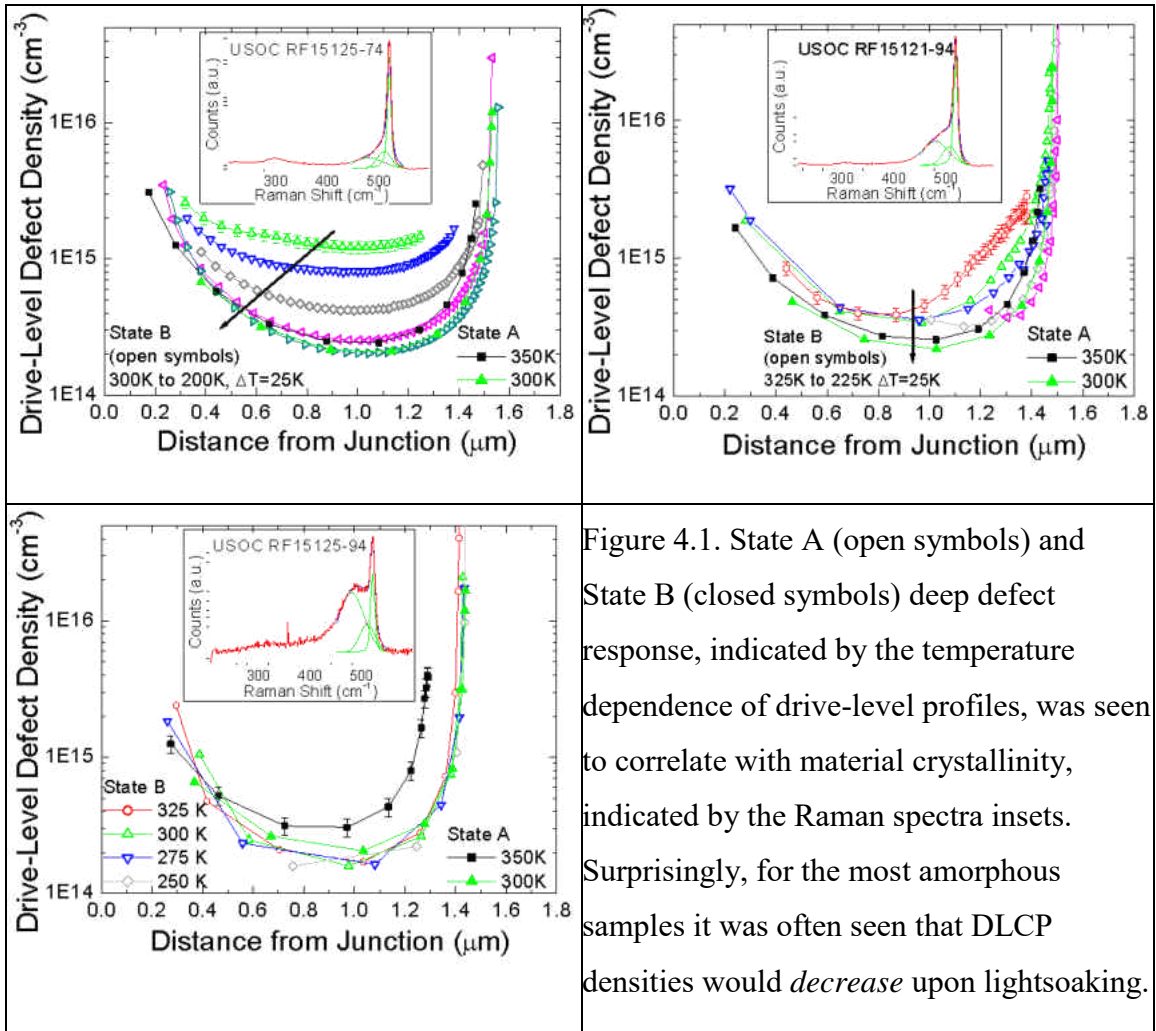 USOC RF15125-74
Counts (a.u.)
300 400 500
Raman Shift (cm-1)
Drive-Level Defect Density (cm-3)
1E16
1E15
1E14
State B
(open symbols)
300K to 200K, ΔT=25K
State A
350K
300K
0.0 0.2 0.4 0.6 0.8 1.0 1.2 1.4 1.6 1.8
Distance from Junction (μm)
USOC RF15121-94
Counts (a.u.)
300 400 500
Raman Shift (cm-1)
Drive-Level Defect Density (cm-3)
1E16
1E15
1E14
State B
(open symbols)
325K to 225K ΔT=25K
State A
350K
300K
0.0 0.2 0.4 0.6 0.8 1.0 1.2 1.4 1.6 1.8
Distance from Junction (μm)
USOC RF15125-94
Counts (a.u.)
300 400 500
Raman Shift (cm-1)
Drive-Level Defect Density (cm-3)
1E16
1E15
1E14
State B
325 K
300 K
275 K
250 K
State A
350K
300K
0.0 0.2 0.4 0.6 0.8 1.0 1.2 1.4 1.6 1.8
Distance from Junction (μm)
Figure 4.1. State A (open symbols) and
State B (closed symbols) deep defect
response, indicated by the temperature
dependence of drive-level profiles, was seen
to correlate with material crystallinity,
indicated by the Raman spectra insets.
Surprisingly, for the most amorphous
samples it was often seen that DLCP
densities would decrease upon lightsoaking.